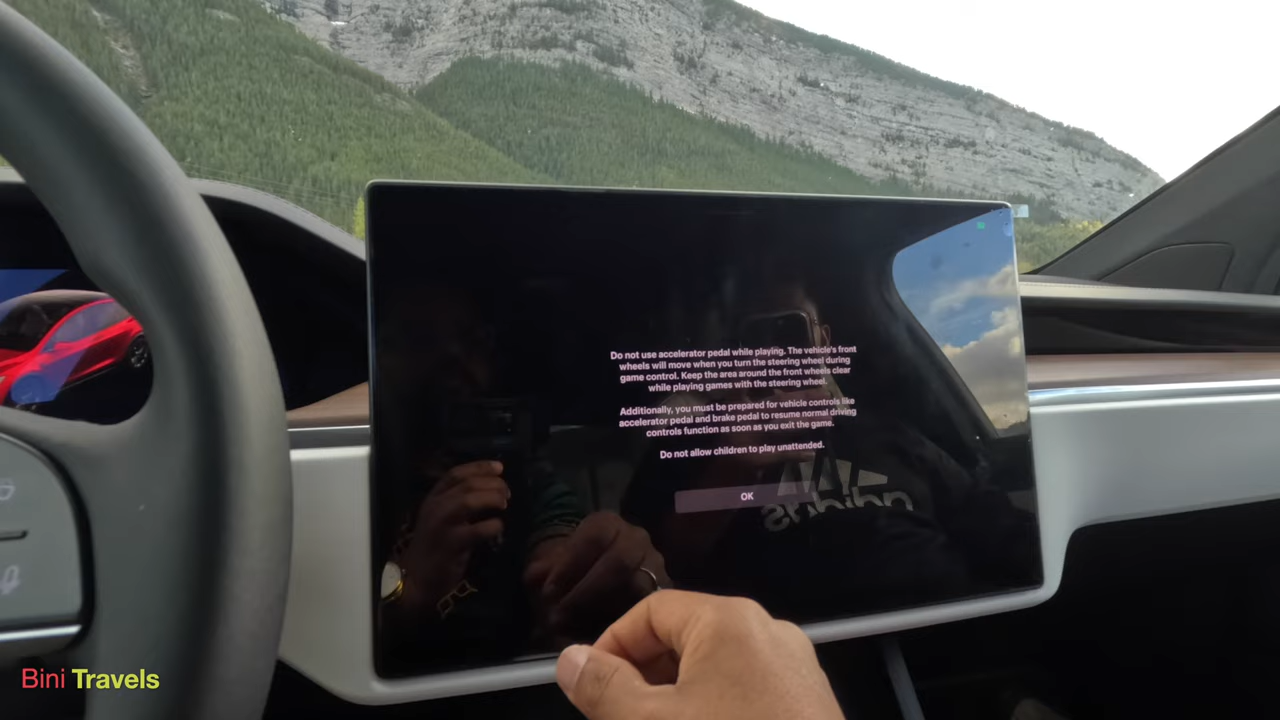 Do not use accelerator pedal while playing. The vehicle's front
wheels will move when you turn the steering wheel during
game control. Keep the area around the front wheels clear
while playing games with the steering wheel.
Additionally, you must be prepared for vehicle controls like
accelerator pedal and brake pedal to resume normal driving
controls function as soon as you exit the game.
Do not allow children to play unattended.
OK
adidas
Bini Travels